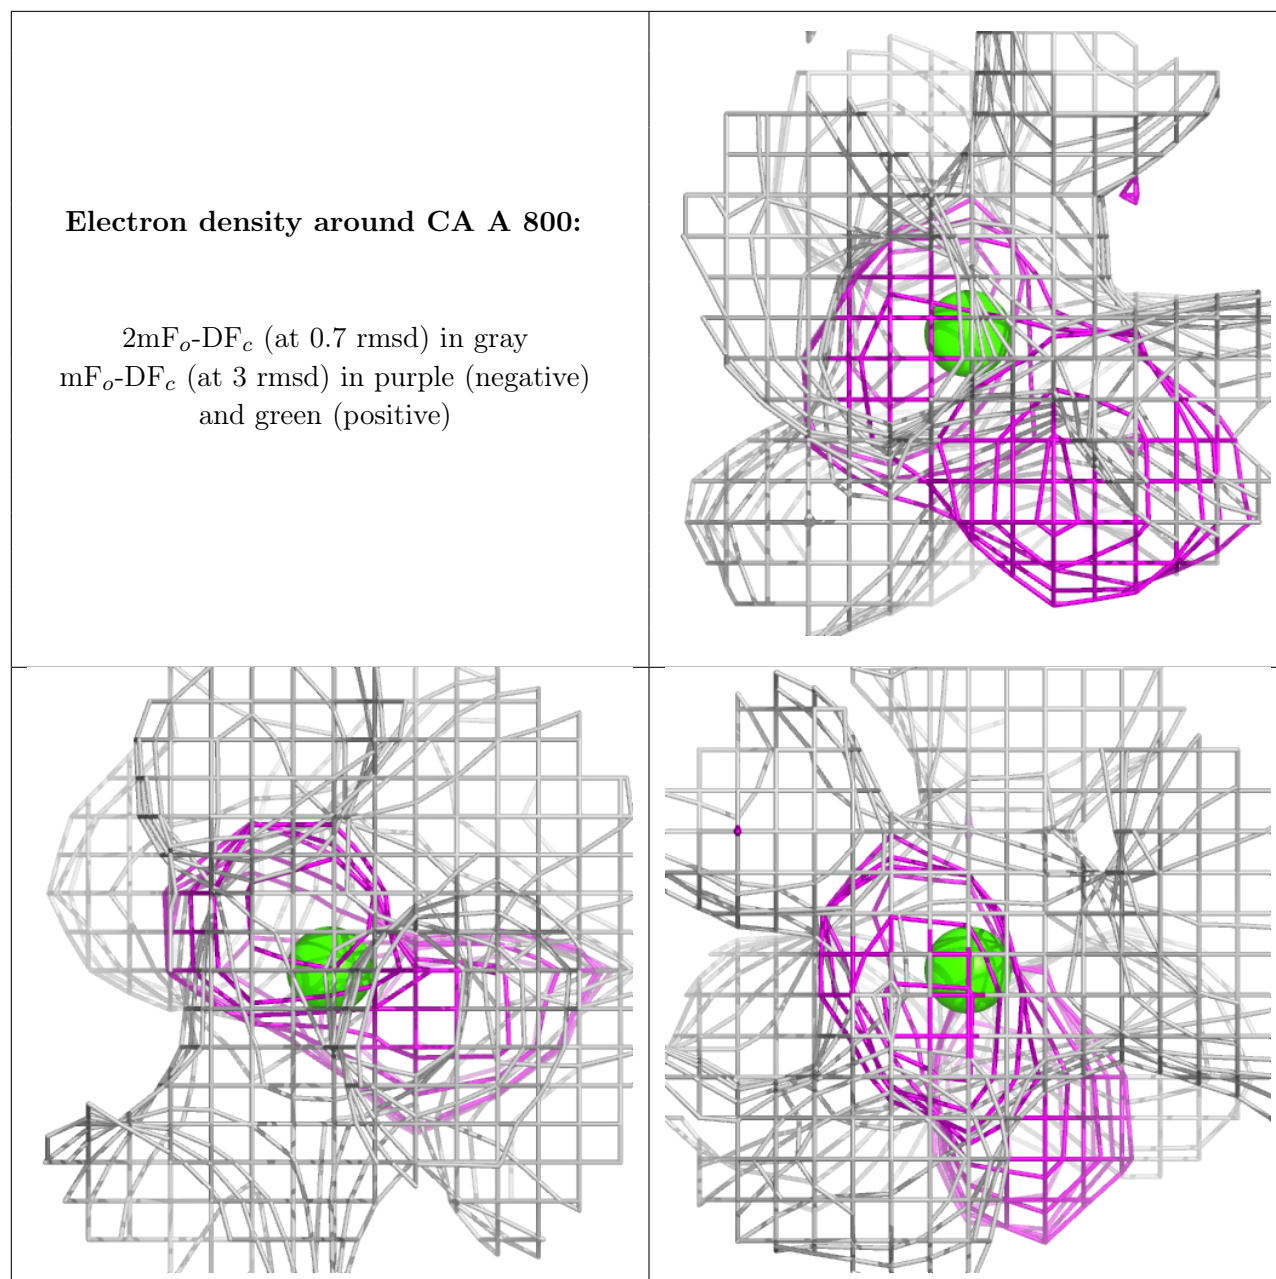 Electron density around CA A 800:
2mFₒ-DF𝑐 (at 0.7 rmsd) in gray
mFₒ-DF𝑐 (at 3 rmsd) in purple (negative)
and green (positive)